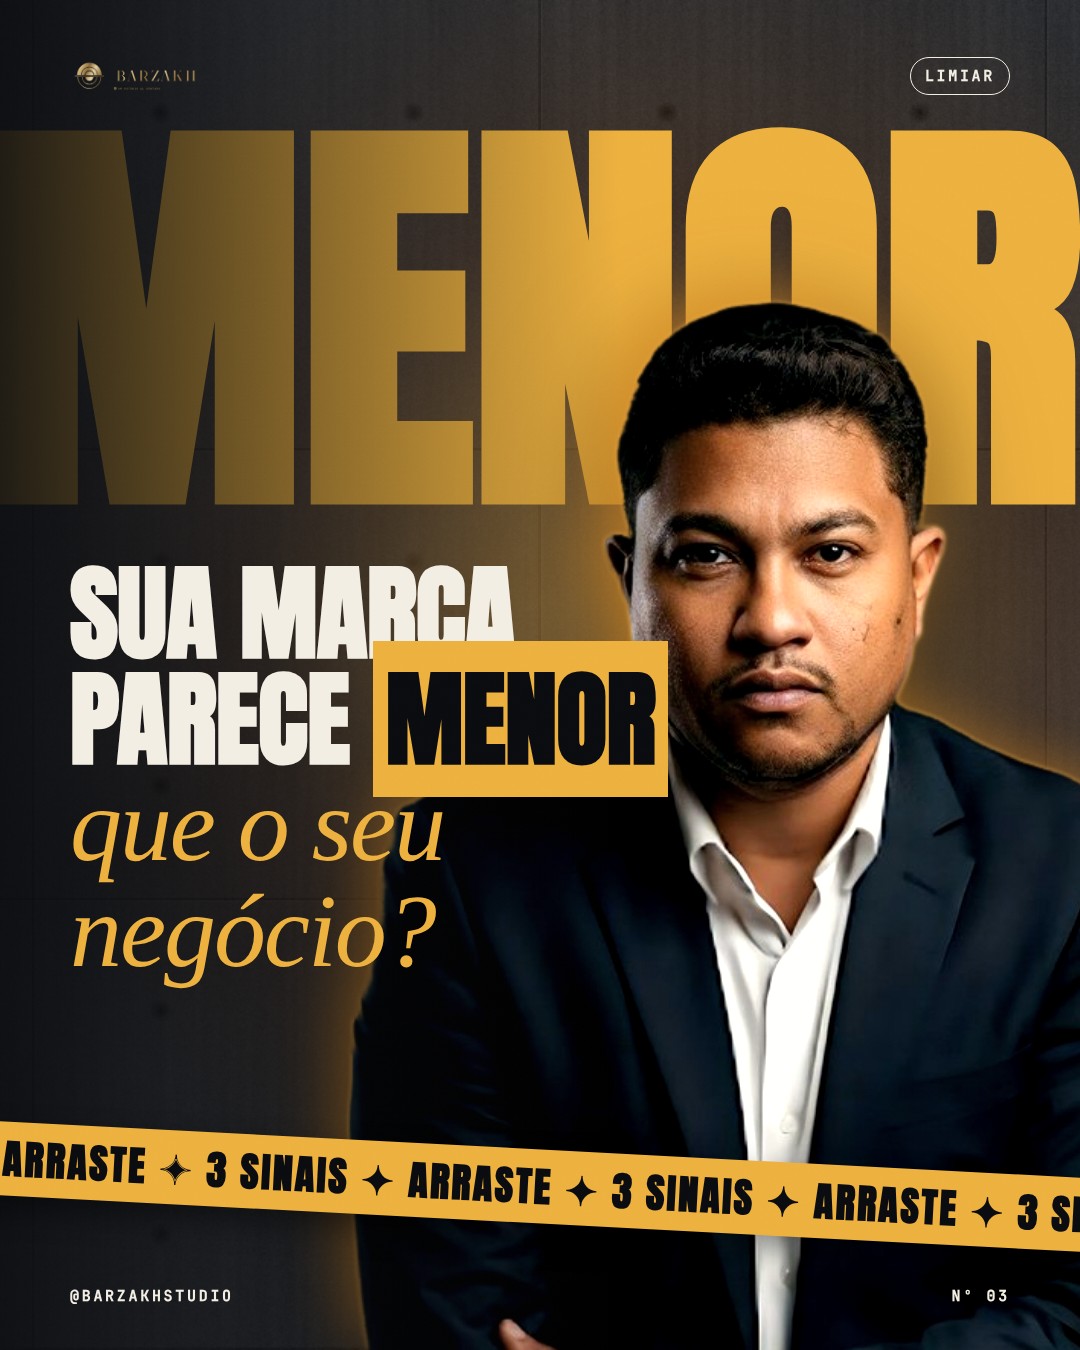 BARZAKH
LIMIAR
MENOR
SUA MARCA
PARECE MENOR
que o seu
negócio?
ARRASTE ✦ 3 SINAIS ✦ ARRASTE ✦ 3 SINAIS ✦ ARRASTE ✦ 3 SI
@BARZAKHSTUDIO
N° 03